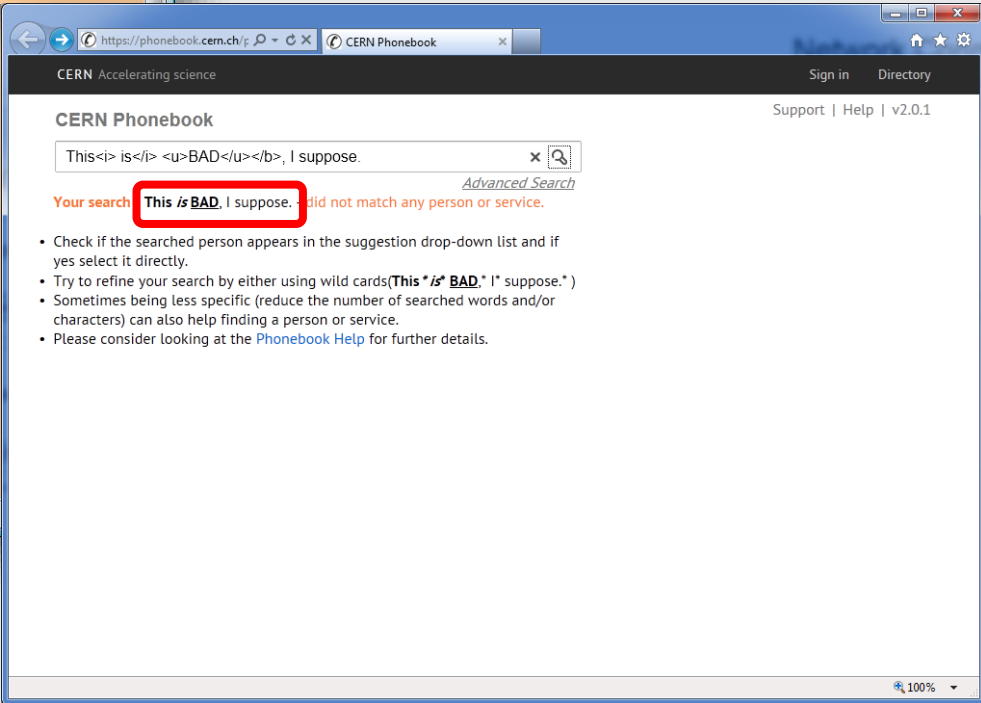 https://phonebook.cern.ch/p
CERN Phonebook
CERN Accelerating science
Sign in Directory
Support | Help | v2.0.1
CERN Phonebook
This<i> is</i> <u>BAD</u></b>, I suppose.
Advanced Search
Your search This is BAD, I suppose. - did not match any person or service.
• Check if the searched person appears in the suggestion drop-down list and if
yes select it directly.
• Try to refine your search by either using wild cards(This * is* BAD,* I* suppose.* )
• Sometimes being less specific (reduce the number of searched words and/or
characters) can also help finding a person or service.
• Please consider looking at the Phonebook Help for further details.
100%